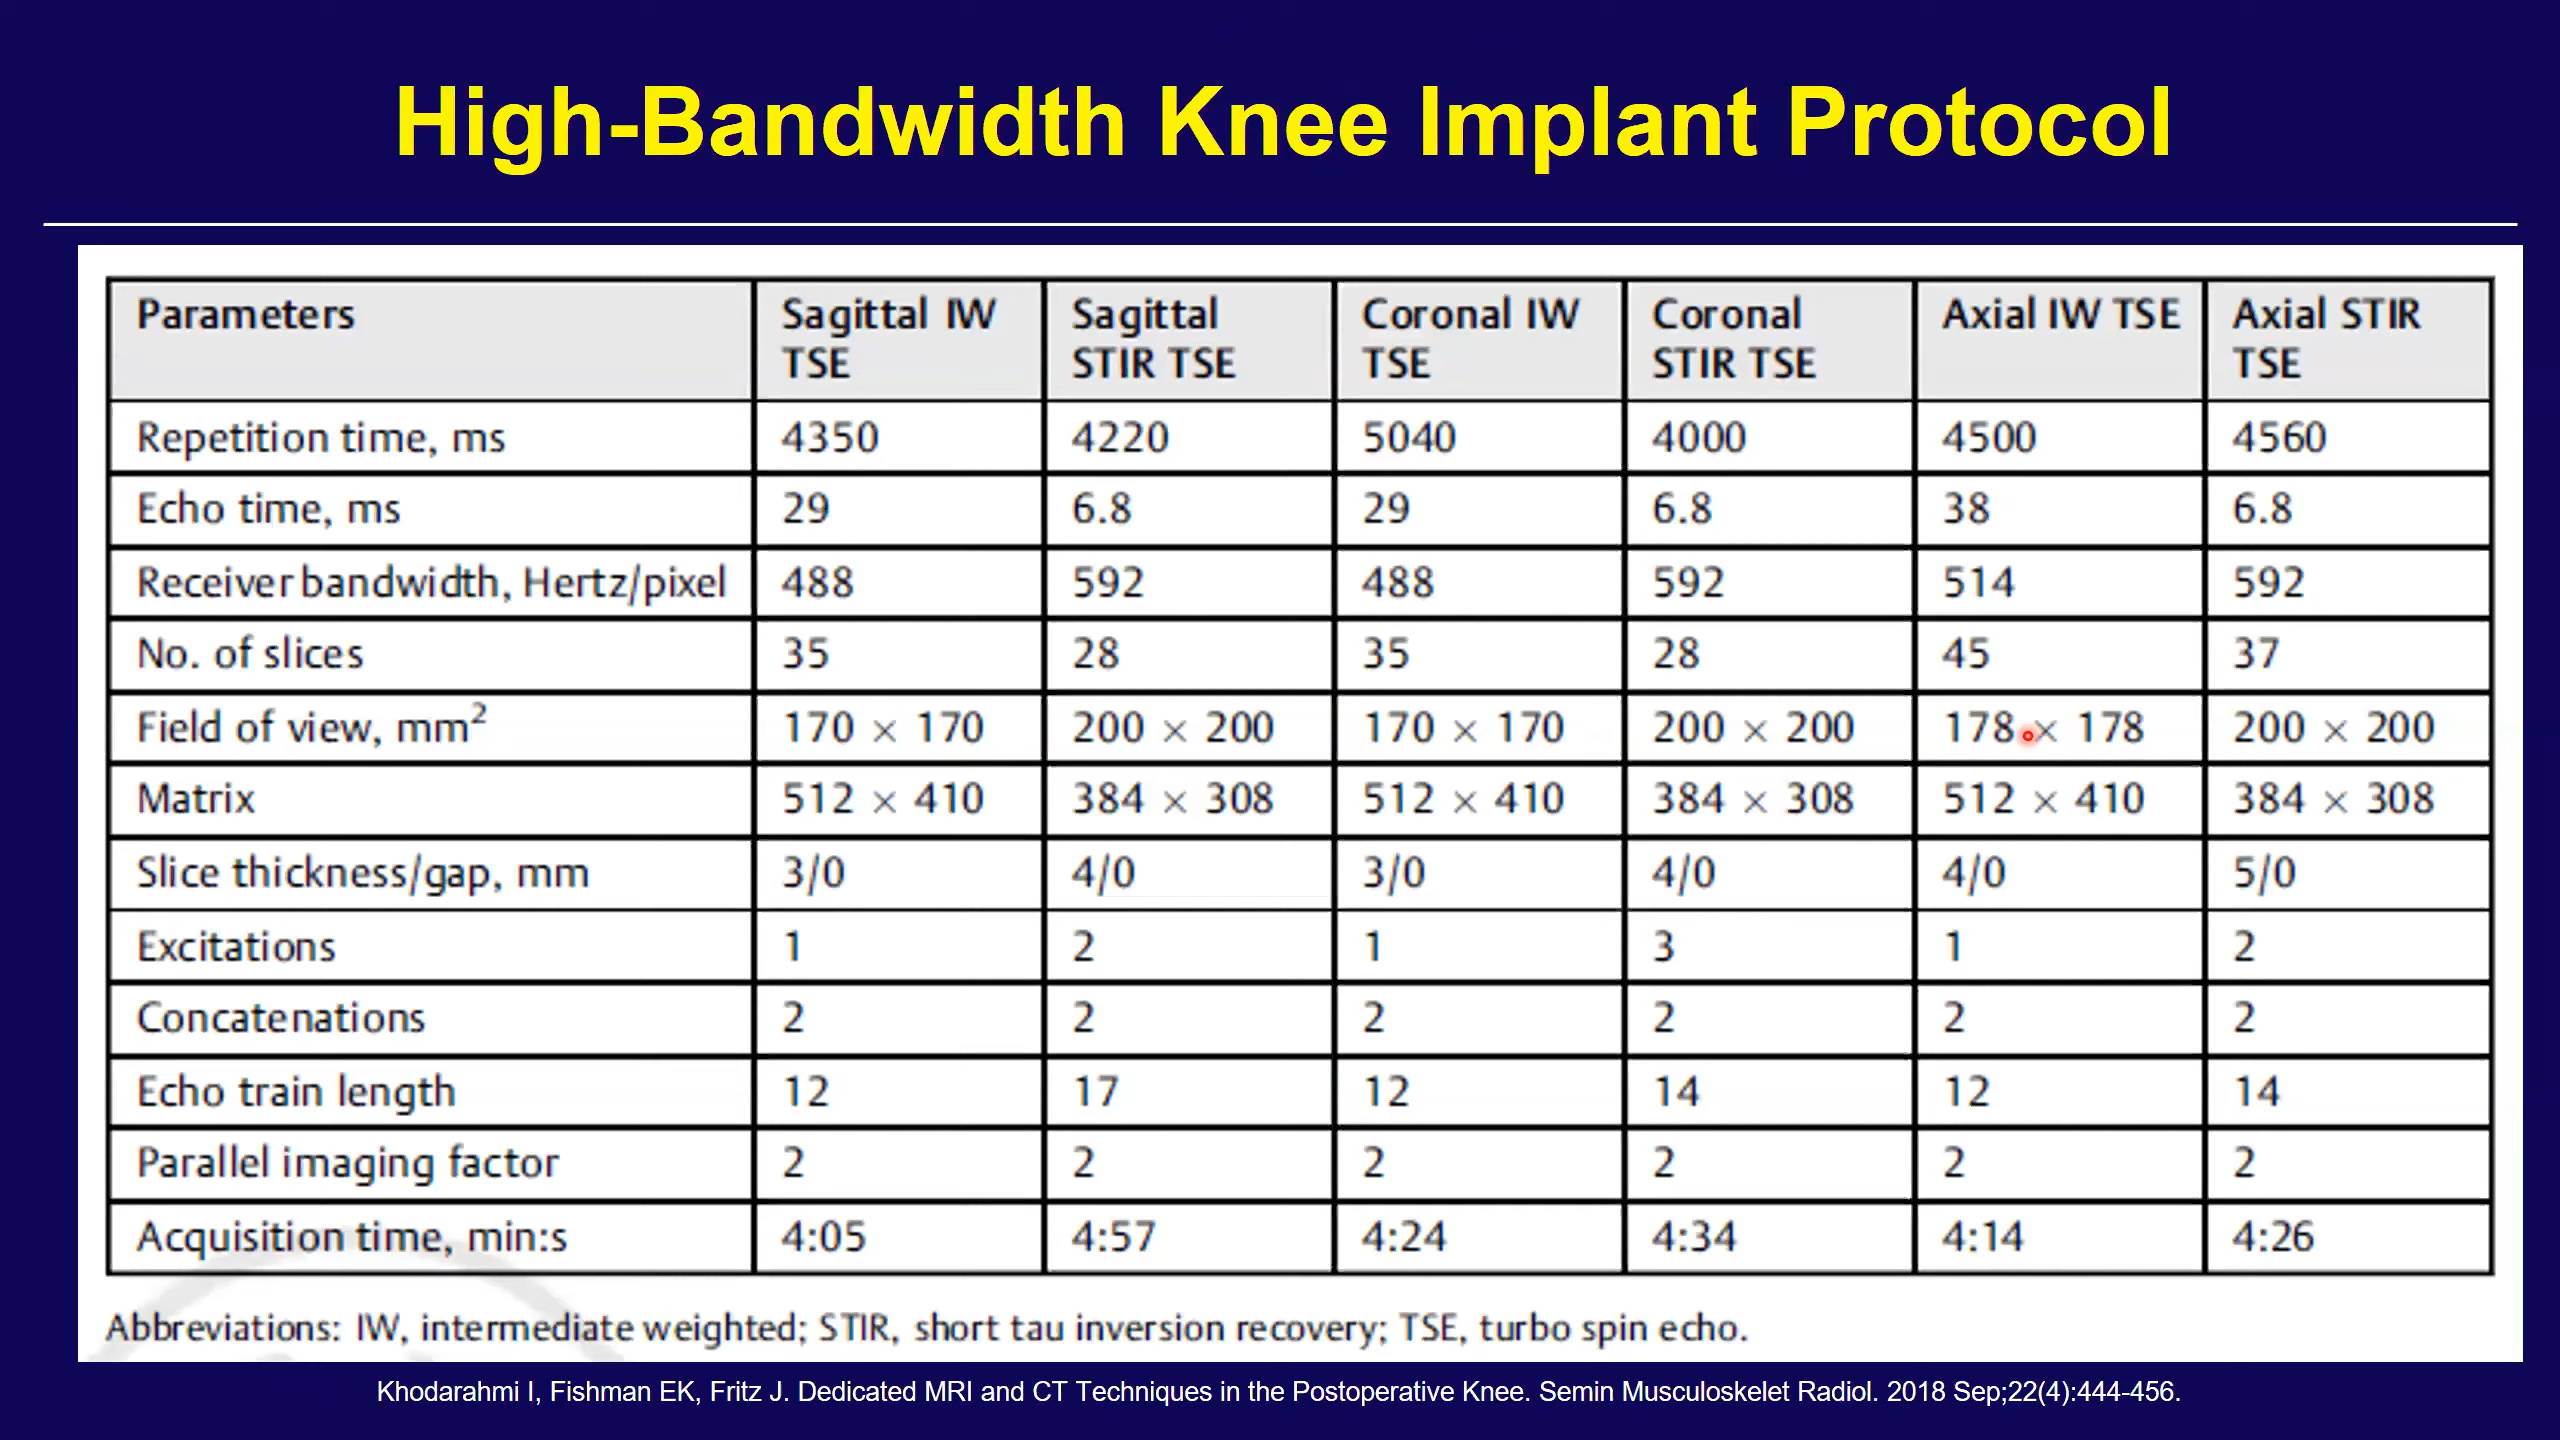 High-Bandwidth Knee Implant Protocol
Parameters Sagittal IW TSE Sagittal STIR TSE Coronal IW TSE Coronal STIR TSE Axial IW TSE Axial STIR TSE
Repetition time, ms 4350 4220 5040 4000 4500 4560
Echo time, ms 29 6.8 29 6.8 38 6.8
Receiver bandwidth, Hertz/pixel 488 592 488 592 514 592
No. of slices 35 28 35 28 45 37
Field of view, mm² 170 × 170 200 × 200 170 × 170 200 × 200 178 × 178 200 × 200
Matrix 512 × 410 384 × 308 512 × 410 384 × 308 512 × 410 384 × 308
Slice thickness/gap, mm 3/0 4/0 3/0 4/0 4/0 5/0
Excitations 1 2 1 3 1 2
Concatenations 2 2 2 2 2 2
Echo train length 12 17 12 14 12 14
Parallel imaging factor 2 2 2 2 2 2
Acquisition time, min:s 4:05 4:57 4:24 4:34 4:14 4:26
Abbreviations: IW, intermediate weighted; STIR, short tau inversion recovery; TSE, turbo spin echo.
Khodarahmi I, Fishman EK, Fritz J. Dedicated MRI and CT Techniques in the Postoperative Knee. Semin Musculoskelet Radiol. 2018 Sep;22(4):444-456.